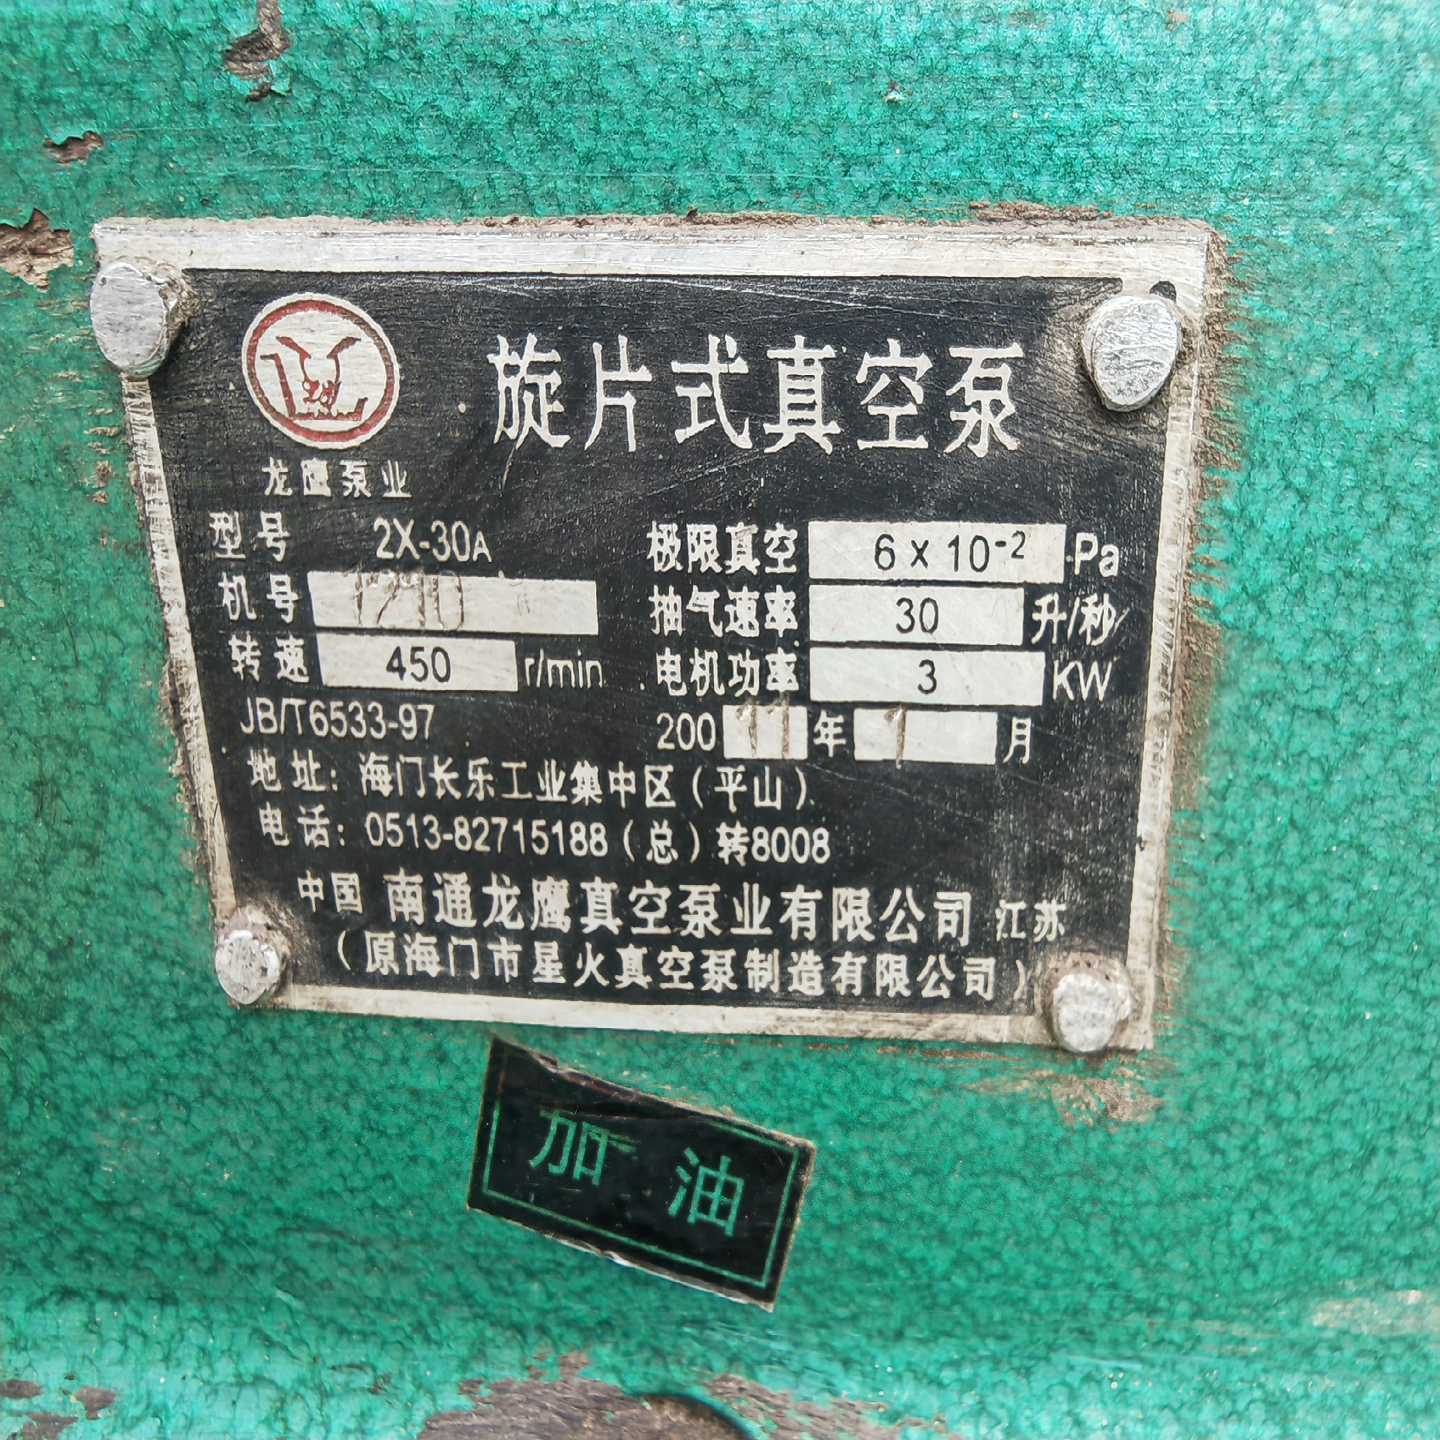 旋片式真空泵
龙鹰泵业
型号 2X-30A
极限真空 6×10-2 Pa
机号 1210
抽气速率 30 升/秒
转速 450 r/min
电机功率 3 KW
JB/T6533-97
200 11 年 1 月
地址: 海门长乐工业集中区(平山)
电话: 0513-82715188(总)转8008
中国 南通龙鹰真空泵业有限公司 江苏
(原海门市星火真空泵制造有限公司)
加油